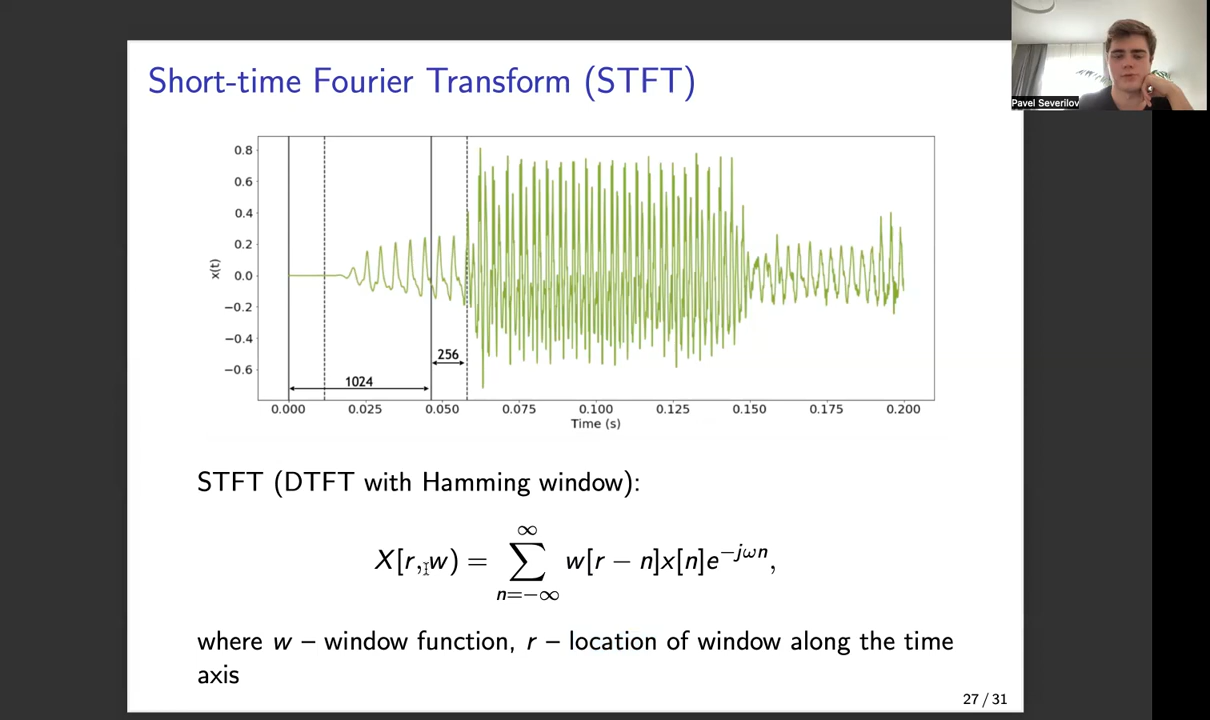 Short-time Fourier Transform (STFT)
Pavel Severilov
0.8
0.6
0.4
0.2
0.0
−0.2
−0.4
−0.6
x(t)
256
1024
0.000 0.025 0.050 0.075 0.100 0.125 0.150 0.175 0.200
Time (s)
STFT (DTFT with Hamming window):
X[r, w) = ∑_{n=−∞}^{∞} w[r − n]x[n]e^{−jωn},
where w – window function, r – location of window along the time
axis
27 / 31